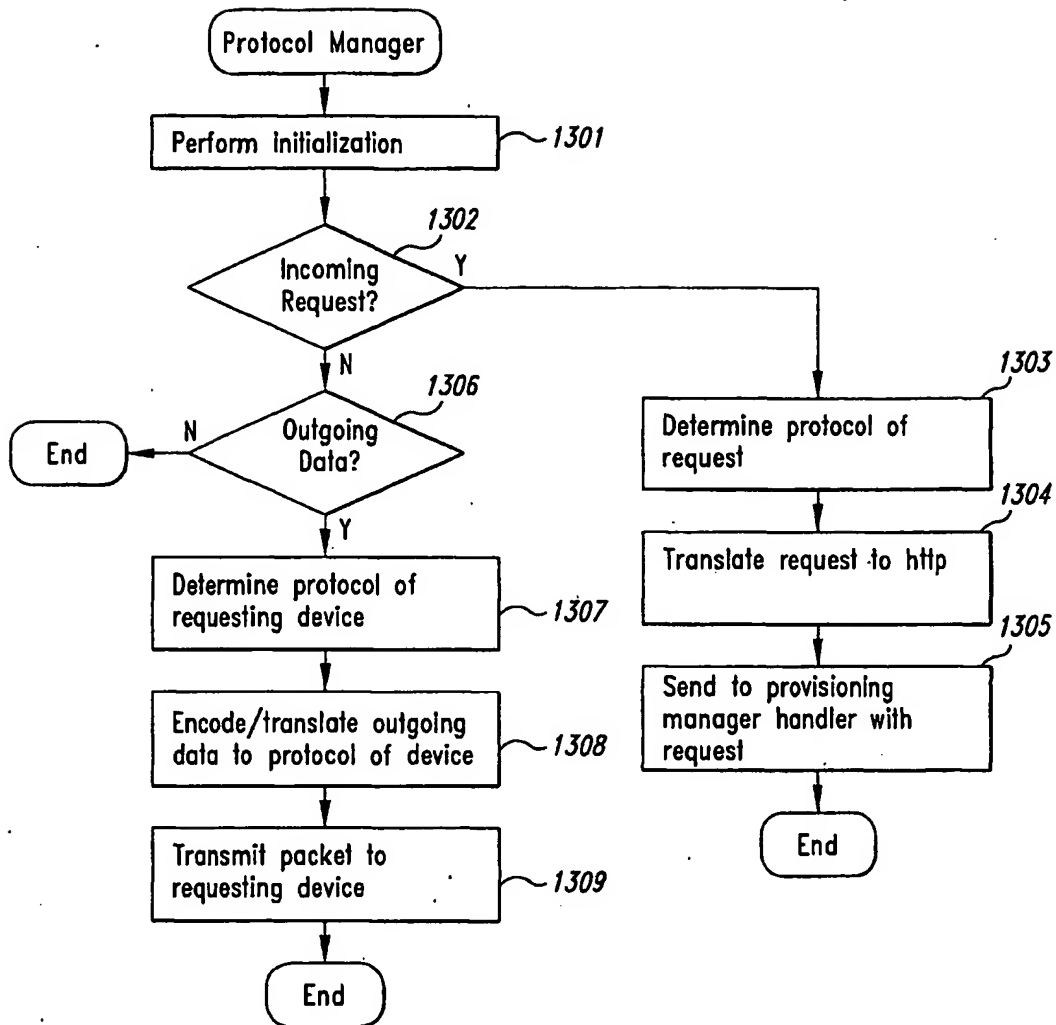 Protocol Manager
Perform initialization
1301
1302
Incoming
Request?
Y
N
1306
Outgoing
Data?
N
End
Y
Determine protocol of
requesting device
1307
Encode/translate outgoing
data to protocol of device
1308
Transmit packet to
requesting device
1309
End
1303
Determine protocol of
request
1304
Translate request to http
1305
Send to provisioning
manager handler with
request
End